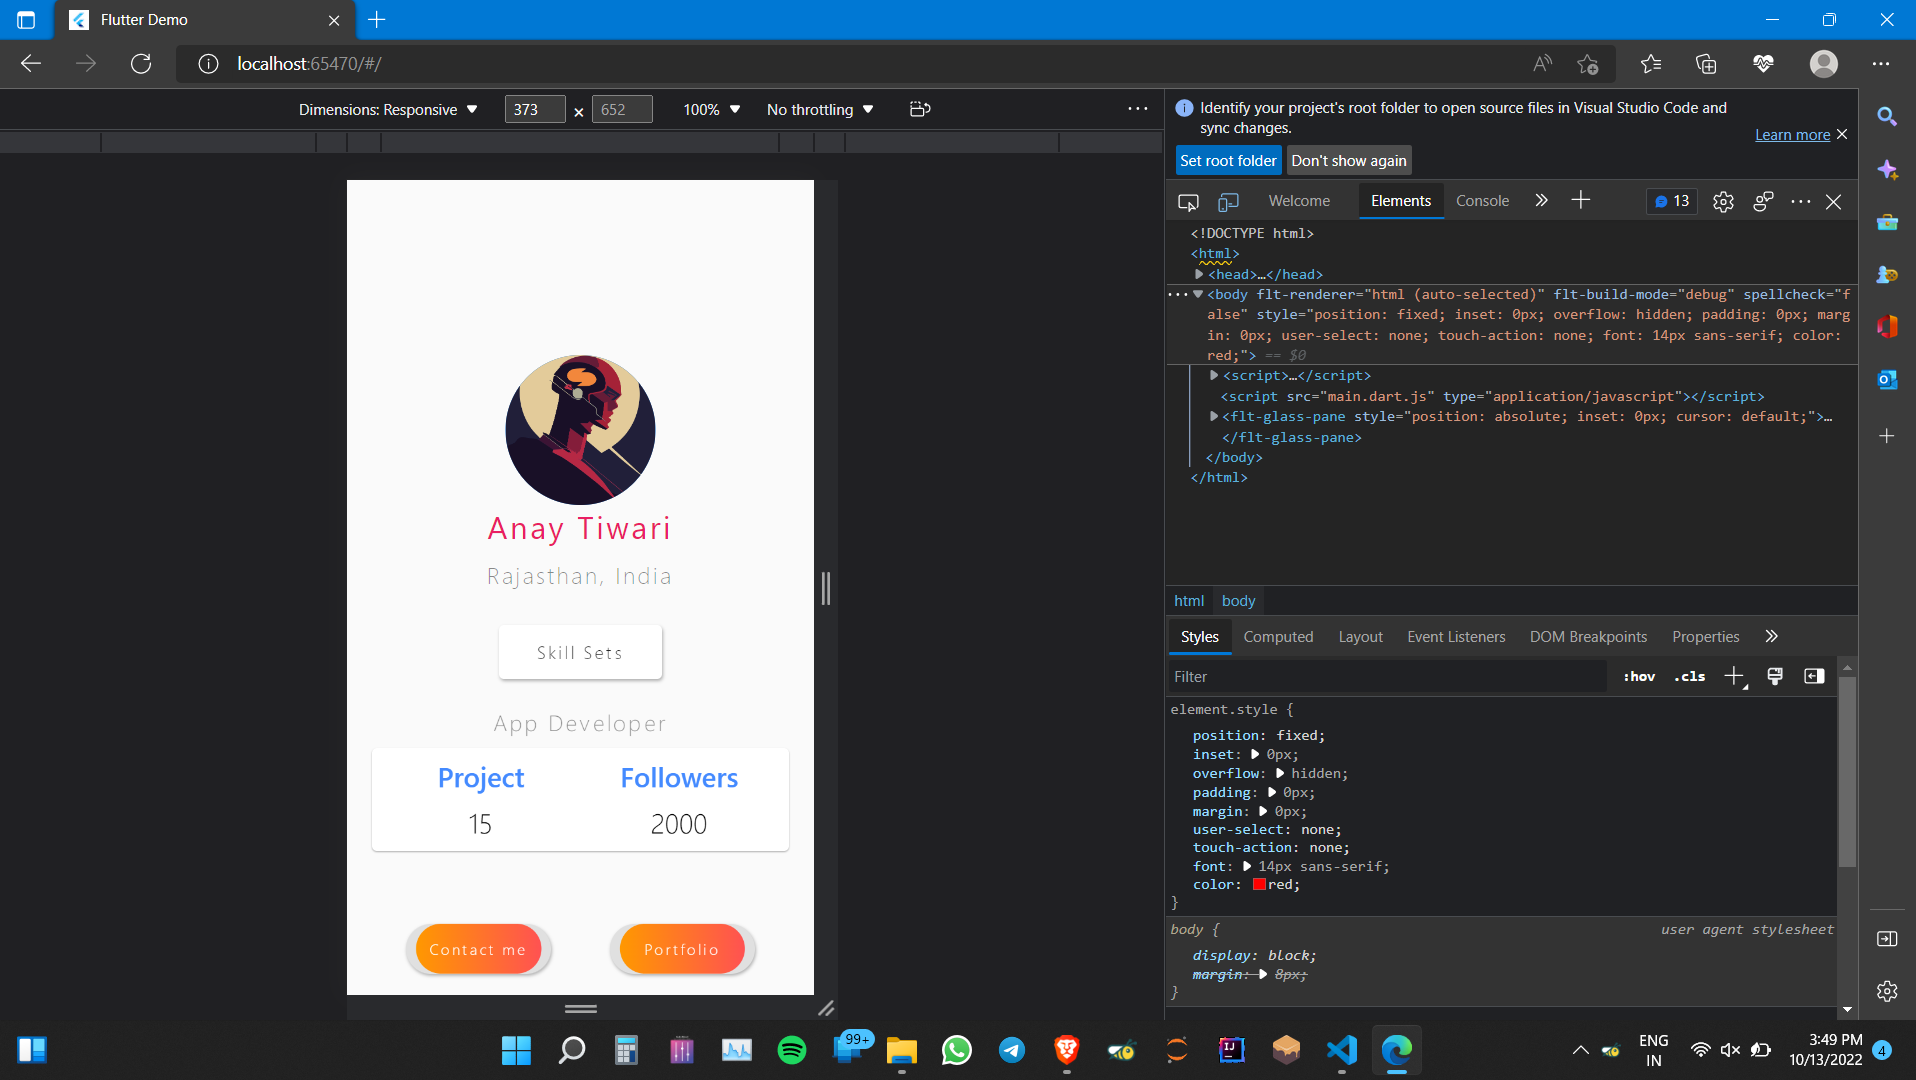 Flutter Demo
localhost:65470/#/
Dimensions: Responsive 373 × 652 100% No throttling
Identify your project's root folder to open source files in Visual Studio Code and
sync changes.
Learn more
Set root folder Don't show again
Welcome Elements Console 13
<!DOCTYPE html>
<html>
<head>…</head>
<body flt-renderer="html (auto-selected)" flt-build-mode="debug" spellcheck="f
alse" style="position: fixed; inset: 0px; overflow: hidden; padding: 0px; marg
in: 0px; user-select: none; touch-action: none; font: 14px sans-serif; color:
red;"> == $0
<script>…</script>
<script src="main.dart.js" type="application/javascript"></script>
<flt-glass-pane style="position: absolute; inset: 0px; cursor: default;">…
</flt-glass-pane>
</body>
</html>
html body
Styles Computed Layout Event Listeners DOM Breakpoints Properties
Filter :hov .cls
element.style {
position: fixed;
inset: 0px;
overflow: hidden;
padding: 0px;
margin: 0px;
user-select: none;
touch-action: none;
font: 14px sans-serif;
color: red;
}
body { user agent stylesheet
display: block;
margin: 8px;
}
Anay Tiwari
Rajasthan, India
Skill Sets
App Developer
Project Followers
15 2000
Contact me Portfolio
99+
ENG
IN
3:49 PM
10/13/2022
4